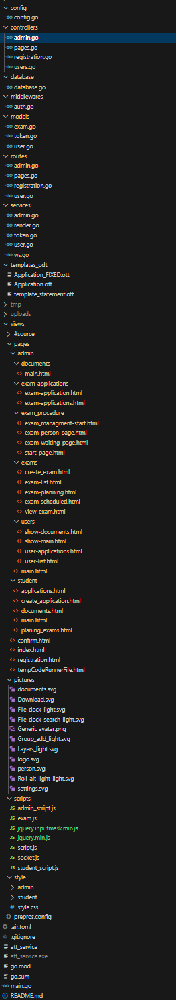 config
config.go
controllers
admin.go
pages.go
registration.go
users.go
database
database.go
middlewares
auth.go
models
exam.go
token.go
user.go
routes
admin.go
pages.go
registration.go
user.go
services
admin.go
render.go
token.go
user.go
ws.go
templates_odt
Application_FIXED.ott
Application.ott
template_statement.ott
tmp
uploads
views
#source
pages
admin
documents
main.html
exam_applications
exam-application.html
exam-applications.html
exam_procedure
exam_managment-start.html
exam_person-page.html
exam_waiting-page.html
start_page.html
exams
create_exam.html
exam-list.html
exam-planning.html
exam-scheduled.html
view_exam.html
users
show-documents.html
show-main.html
user-applications.html
user-list.html
main.html
student
applications.html
create_application.html
documents.html
main.html
planing_exams.html
confirm.html
index.html
registration.html
tempCodeRunnerFile.html
pictures
documents.svg
Download.svg
File_dock_light.svg
File_dock_search_light.svg
Generic avatar.png
Group_add_light.svg
Layers_light.svg
logo.svg
person.svg
Roll_alt_light_light.svg
settings.svg
scripts
admin_script.js
exam.js
jquery.inputmask.min.js
jquery.min.js
script.js
socket.js
student_script.js
style
admin
student
style.css
prepros.config
.air.toml
.gitignore
att_service
att_service.exe
go.mod
go.sum
main.go
README.md